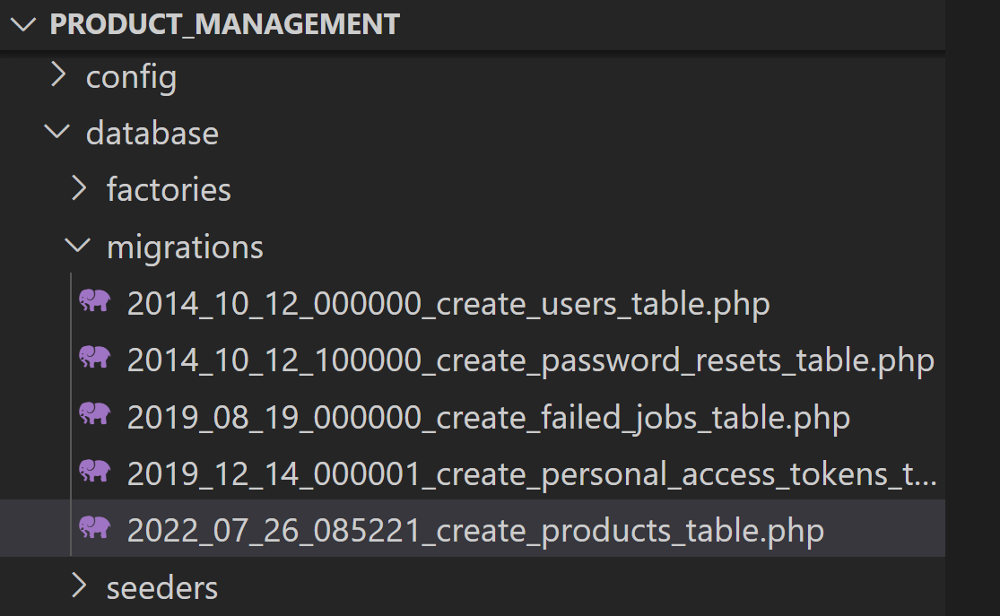 PRODUCT_MANAGEMENT
config
database
factories
migrations
2014_10_12_000000_create_users_table.php
2014_10_12_100000_create_password_resets_table.php
2019_08_19_000000_create_failed_jobs_table.php
2019_12_14_000001_create_personal_access_tokens_t...
2022_07_26_085221_create_products_table.php
seeders